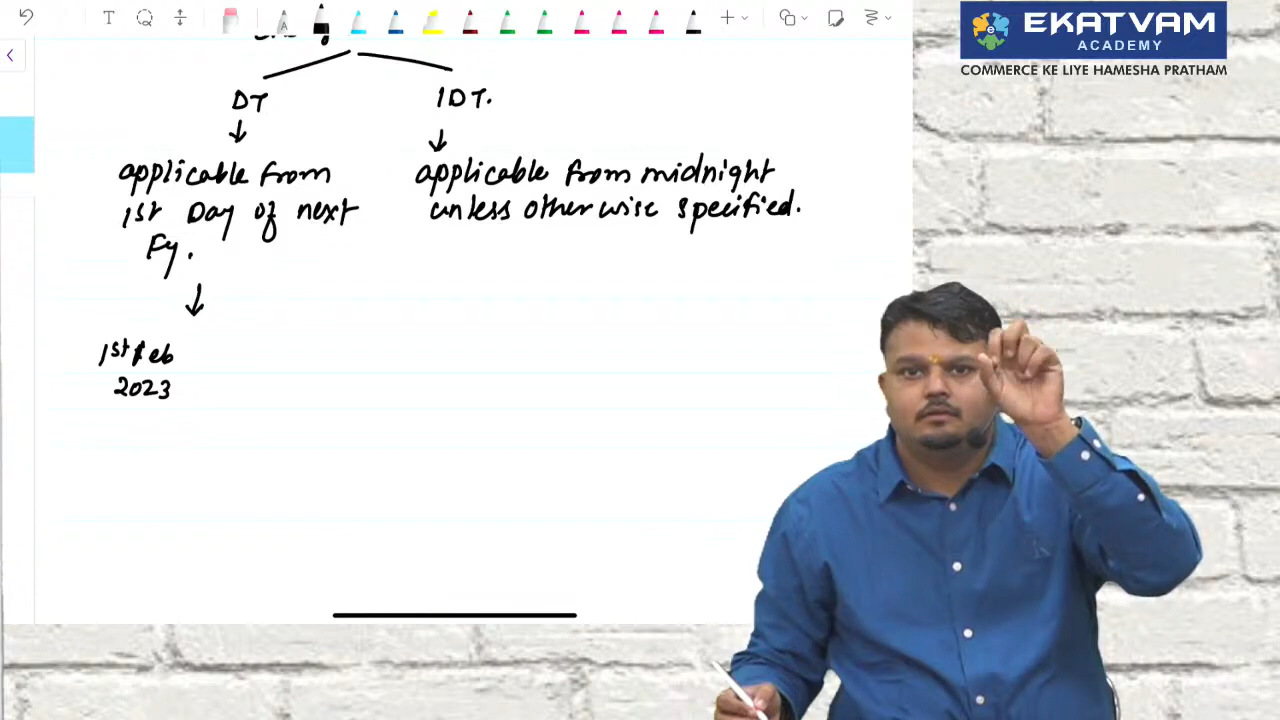 EKATVAM
ACADEMY
COMMERCE KE LIYE HAMESHA PRATHAM
DT
IDT.
applicable from
1st Day of next
Fy.
applicable from midnight
unless otherwise specified.
1st Feb
2023